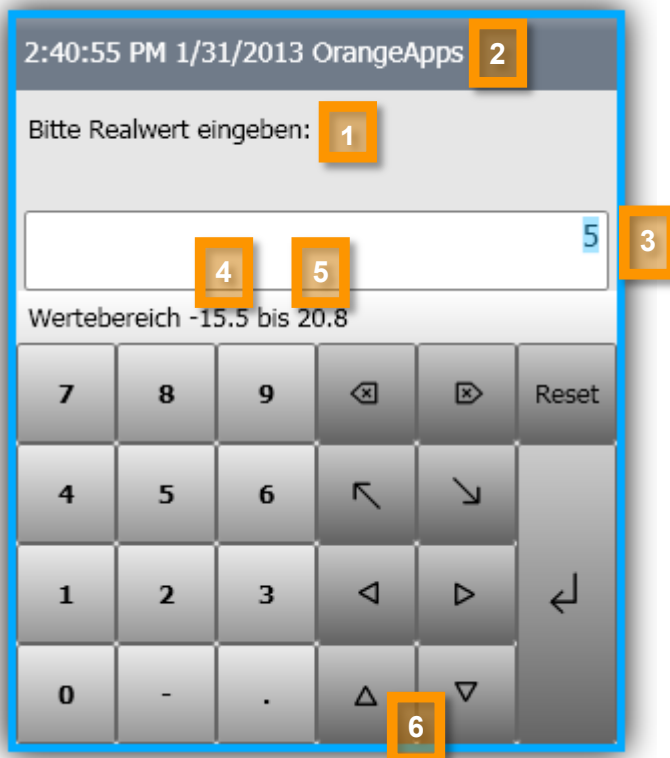 2:40:55 PM 1/31/2013 OrangeApps 2
Bitte Realwert eingeben: 1
5 3
4 5
Wertebereich -15.5 bis 20.8
7 8 9 Reset
4 5 6
1 2 3
0 - .
6